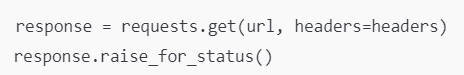 response = requests.get(url, headers=headers)
response.raise_for_status()